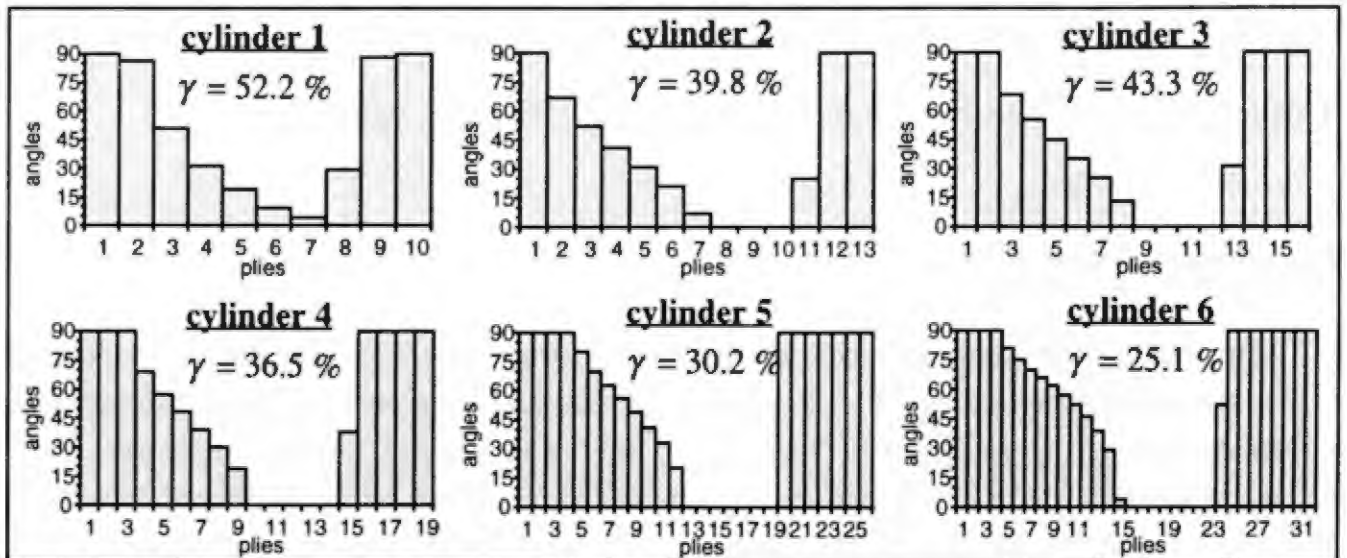 cylinder 1
γ = 52.2 %
angles
90
75
60
45
30
15
0
1 2 3 4 5 6 7 8 9 10
plies
cylinder 2
γ = 39.8 %
angles
90
75
60
45
30
15
0
1 2 3 4 5 6 7 8 9 10 11 12 13
plies
cylinder 3
γ = 43.3 %
angles
90
75
60
45
30
15
0
1 3 5 7 9 11 13 15
plies
cylinder 4
γ = 36.5 %
angles
90
75
60
45
30
15
0
1 3 5 7 9 11 13 15 17 19
plies
cylinder 5
γ = 30.2 %
angles
90
75
60
45
30
15
0
1 3 5 7 9 11 13 15 17 19 21 23 25
plies
cylinder 6
γ = 25.1 %
angles
90
75
60
45
30
15
0
1 3 5 7 9 11 15 19 23 27 31
plies